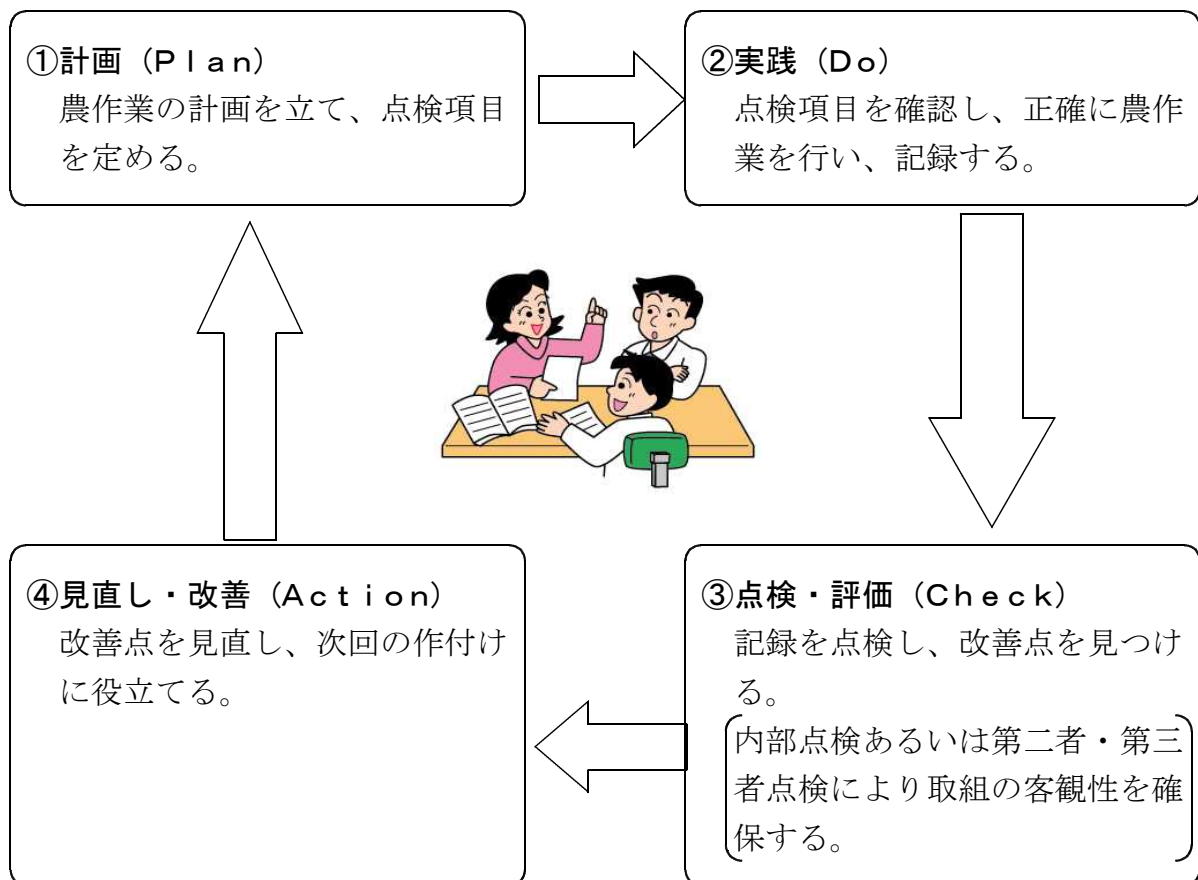 ①計画（Ｐｌａｎ）
農作業の計画を立て、点検項目
を定める。
②実践（Ｄｏ）
点検項目を確認し、正確に農作
業を行い、記録する。
③点検・評価（Ｃｈｅｃｋ）
記録を点検し、改善点を見つけ
る。
内部点検あるいは第二者・第三
者点検により取組の客観性を確
保する。
④見直し・改善（Ａｃｔｉｏｎ）
改善点を見直し、次回の作付け
に役立てる。